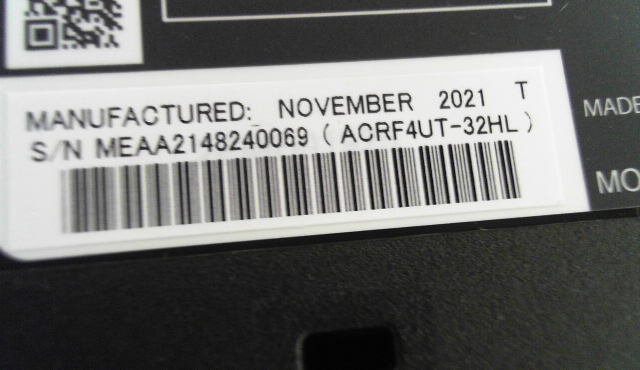 MANUFACTURED: NOVEMBER 2021 T
S/N MEAA2148240069 (ACRF4UT-32HL)
MADE
MO